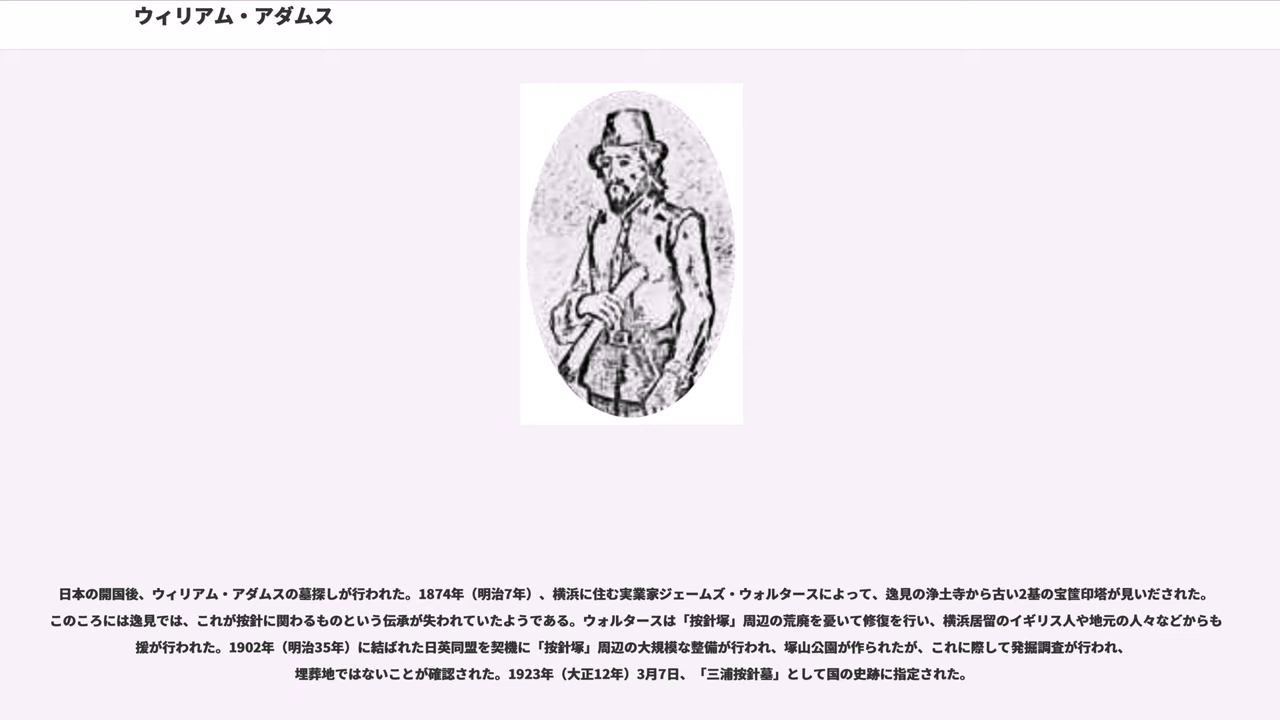 ウィリアム・アダムス
日本の開国後、ウィリアム・アダムスの墓探しが行われた。1874年（明治7年）、横浜に住む実業家ジェームズ・ウォルタースによって、逸見の浄土寺から古い2基の宝筐印塔が見いだされた。
このころには逸見では、これが按針に関わるものという伝承が失われていたようである。ウォルタースは「按針塚」周辺の荒廃を憂いて修復を行い、横浜居留のイギリス人や地元の人々などからも
援が行われた。1902年（明治35年）に結ばれた日英同盟を契機に「按針塚」周辺の大規模な整備が行われ、塚山公園が作られたが、これに際して発掘調査が行われ、
埋葬地ではないことが確認された。1923年（大正12年）3月7日、「三浦按針墓」として国の史跡に指定された。